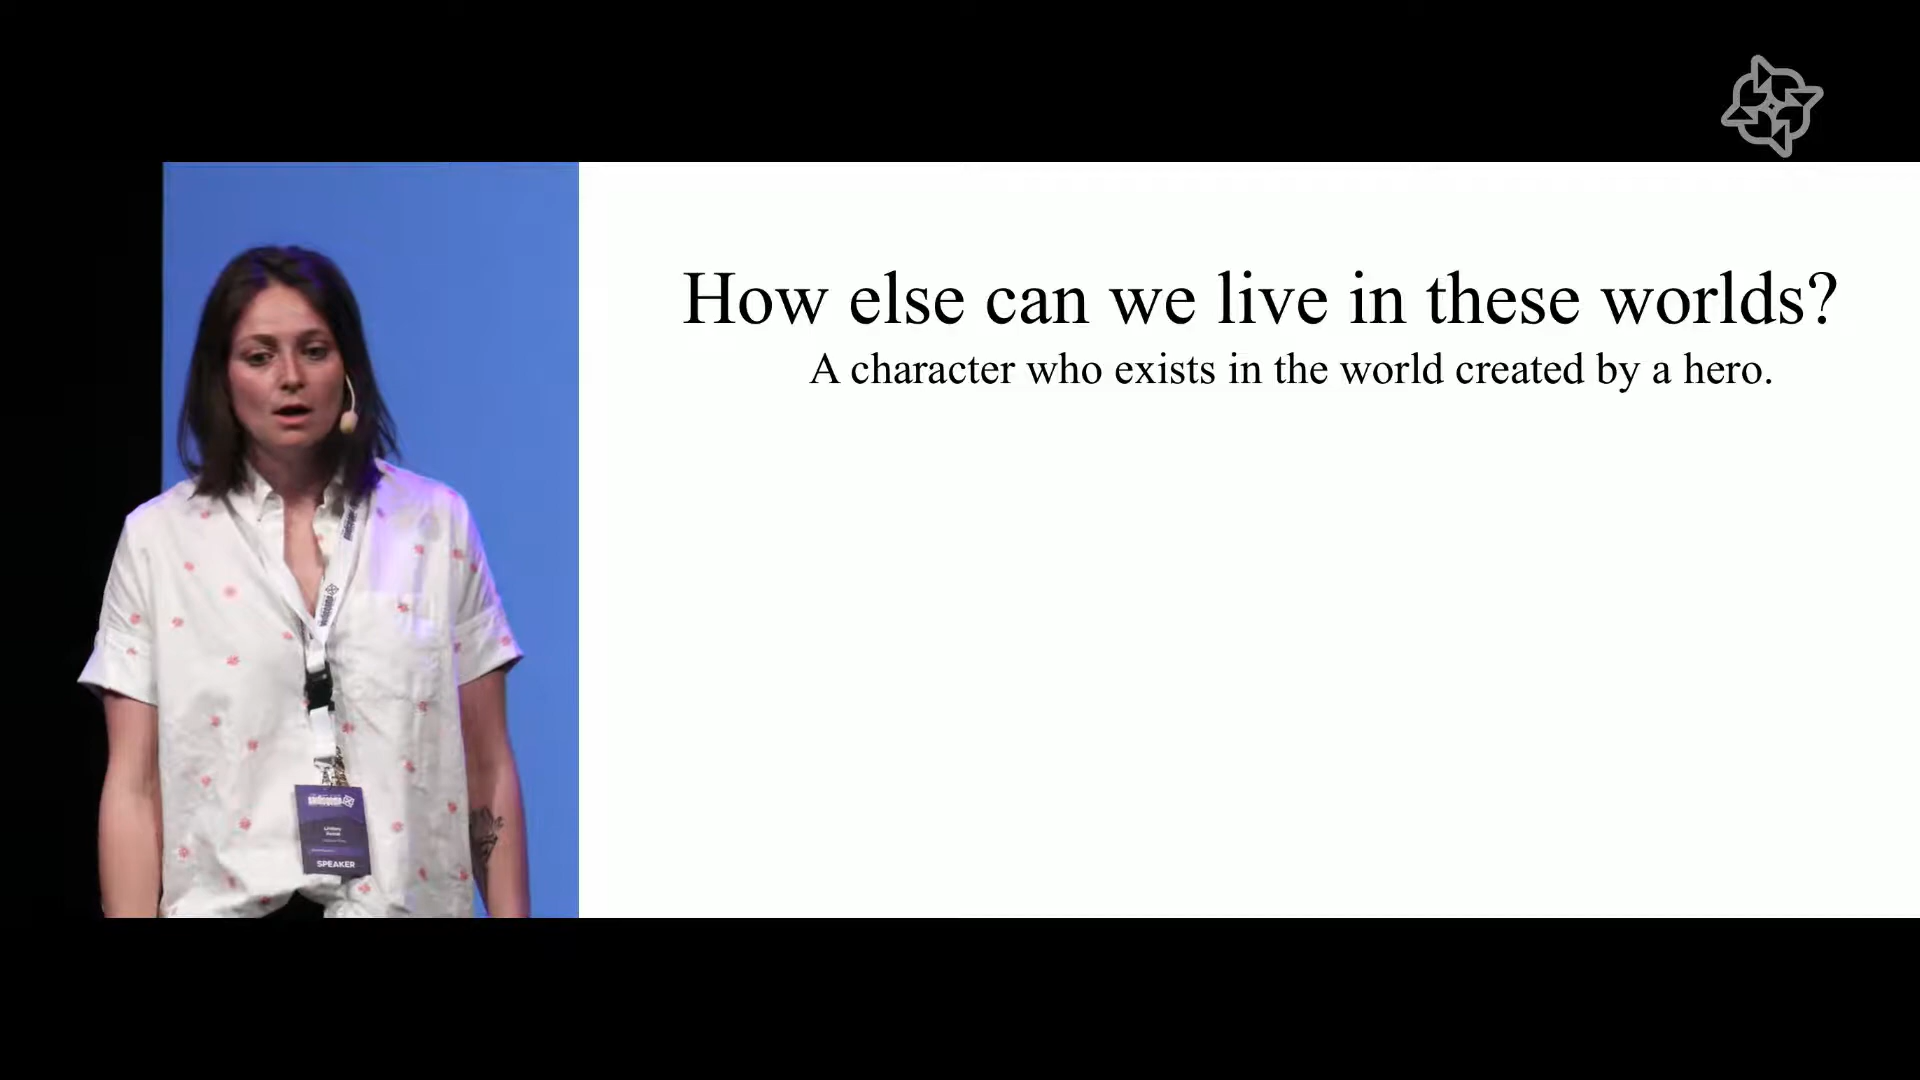 How else can we live in these worlds?
A character who exists in the world created by a hero.
SPEAKER